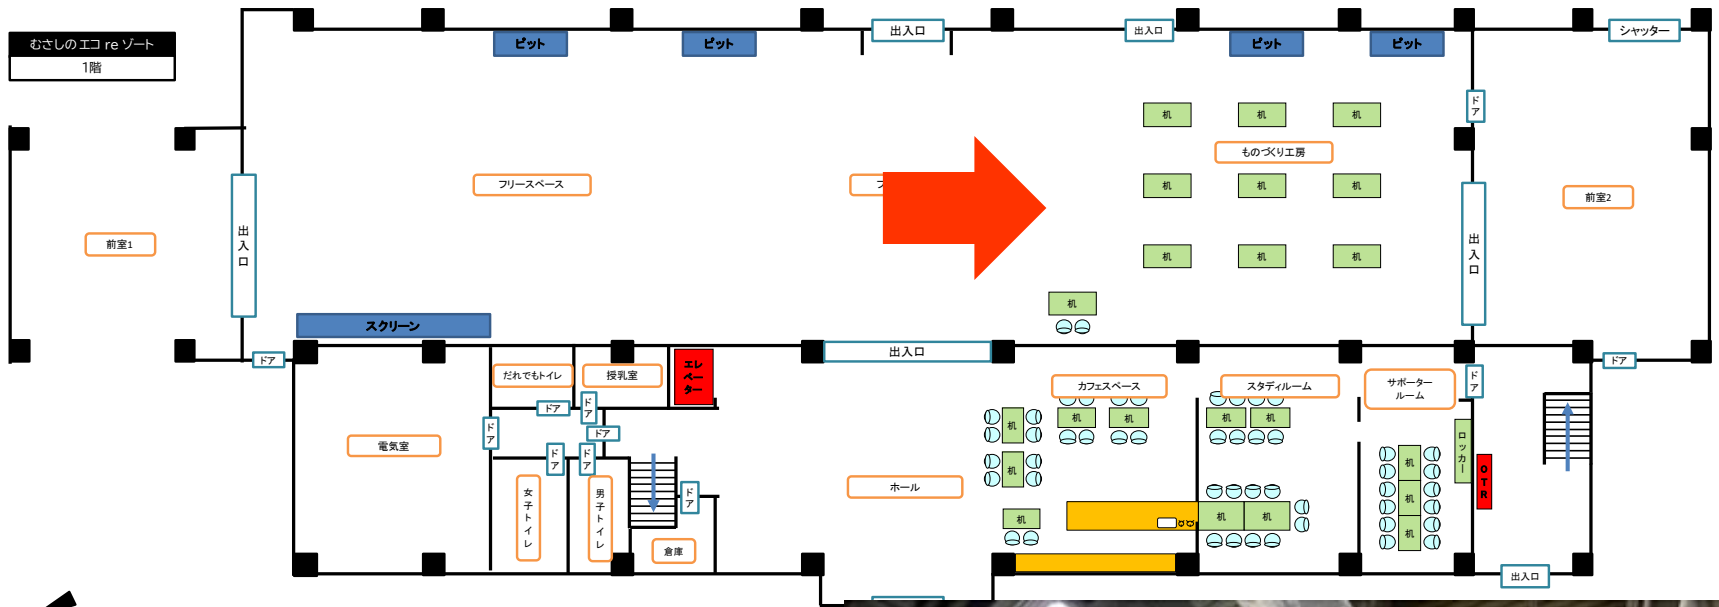 むさしのエコ re ゾート
1階
出入口
出入口
シャッター
ピット
ピット
ピット
ピット
ドア
机
机
机
ものづくり工房
フリースペース
フ
机
机
机
前室2
前室1
出入口
出入口
机
机
机
机
スクリーン
出入口
ドア
ドア
だれでもトイレ
授乳室
エレベーター
カフェスペース
スタディルーム
サポーター
ルーム
ドア
ドア
ドア
ドア
ドア
電気室
机
机
机
机
机
ロッカー
ドア
ドア
机
机
机
OTR
女子トイレ
男子トイレ
ドア
ホール
机
机
机
机
机
倉庫
出入口